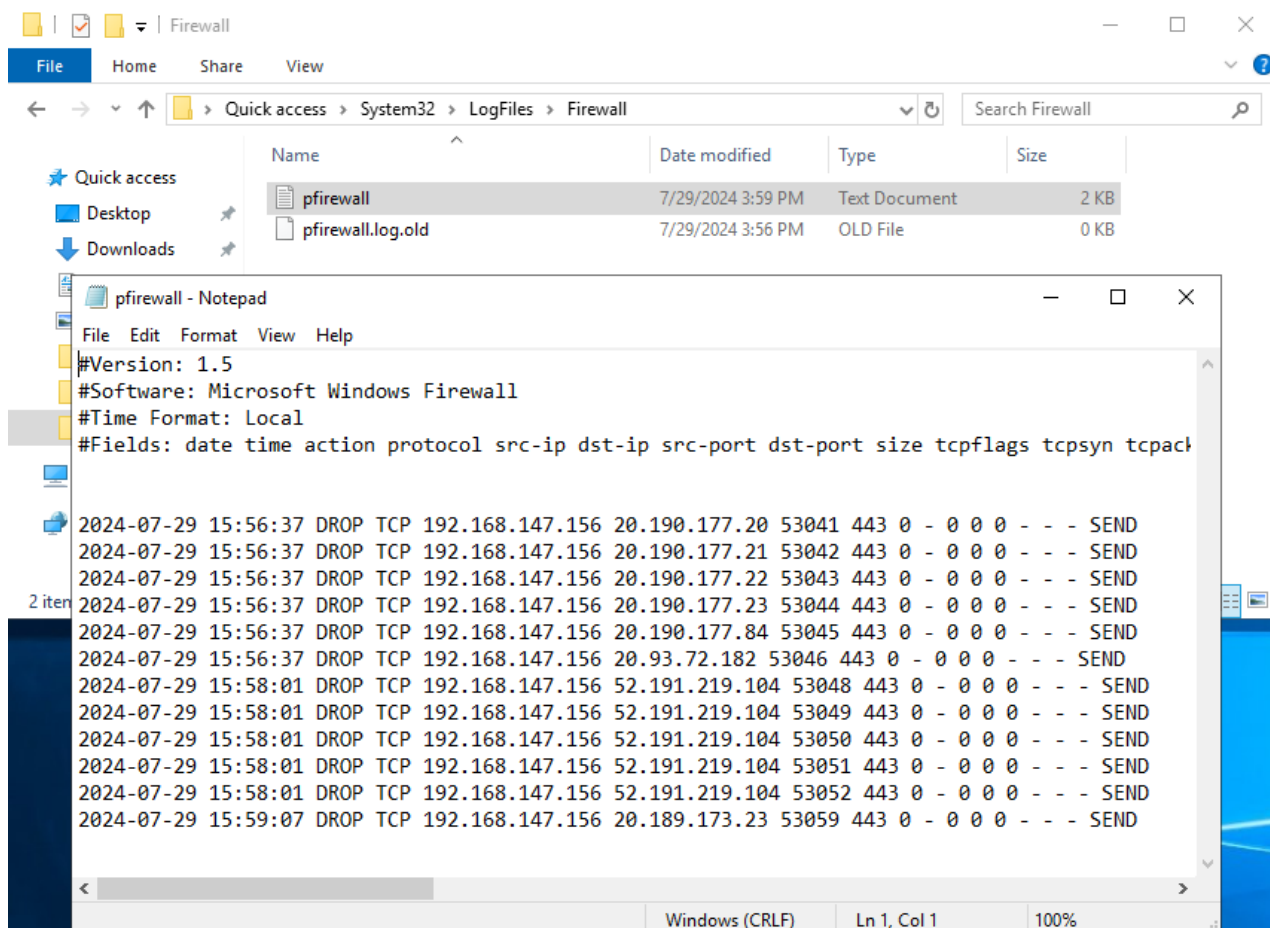 Firewall
File Home Share View
Quick access > System32 > LogFiles > Firewall
Search Firewall
Name Date modified Type Size
Quick access
Desktop
Downloads
pfirewall 7/29/2024 3:59 PM Text Document 2 KB
pfirewall.log.old 7/29/2024 3:56 PM OLD File 0 KB
pfirewall - Notepad
File Edit Format View Help
#Version: 1.5
#Software: Microsoft Windows Firewall
#Time Format: Local
#Fields: date time action protocol src-ip dst-ip src-port dst-port size tcpflags tcpsyn tcpack
2024-07-29 15:56:37 DROP TCP 192.168.147.156 20.190.177.20 53041 443 0 - 0 0 0 - - - SEND
2024-07-29 15:56:37 DROP TCP 192.168.147.156 20.190.177.21 53042 443 0 - 0 0 0 - - - SEND
2024-07-29 15:56:37 DROP TCP 192.168.147.156 20.190.177.22 53043 443 0 - 0 0 0 - - - SEND
2024-07-29 15:56:37 DROP TCP 192.168.147.156 20.190.177.23 53044 443 0 - 0 0 0 - - - SEND
2024-07-29 15:56:37 DROP TCP 192.168.147.156 20.190.177.84 53045 443 0 - 0 0 0 - - - SEND
2024-07-29 15:56:37 DROP TCP 192.168.147.156 20.93.72.182 53046 443 0 - 0 0 0 - - - SEND
2024-07-29 15:58:01 DROP TCP 192.168.147.156 52.191.219.104 53048 443 0 - 0 0 0 - - - SEND
2024-07-29 15:58:01 DROP TCP 192.168.147.156 52.191.219.104 53049 443 0 - 0 0 0 - - - SEND
2024-07-29 15:58:01 DROP TCP 192.168.147.156 52.191.219.104 53050 443 0 - 0 0 0 - - - SEND
2024-07-29 15:58:01 DROP TCP 192.168.147.156 52.191.219.104 53051 443 0 - 0 0 0 - - - SEND
2024-07-29 15:58:01 DROP TCP 192.168.147.156 52.191.219.104 53052 443 0 - 0 0 0 - - - SEND
2024-07-29 15:59:07 DROP TCP 192.168.147.156 20.189.173.23 53059 443 0 - 0 0 0 - - - SEND
2 iten
Windows (CRLF) Ln 1, Col 1 100%